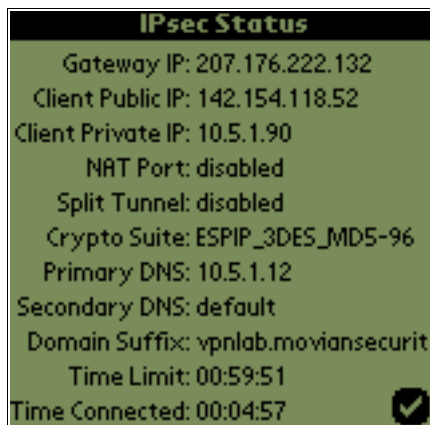 IPsec Status
Gateway IP: 207.176.222.132
Client Public IP: 142.154.118.52
Client Private IP: 10.5.1.90
NAT Port: disabled
Split Tunnel: disabled
Crypto Suite: ESPIP_3DES_MD5-96
Primary DNS: 10.5.1.12
Secondary DNS: default
Domain Suffix: vpnlab.moviansecurit
Time Limit: 00:59:51
Time Connected: 00:04:57